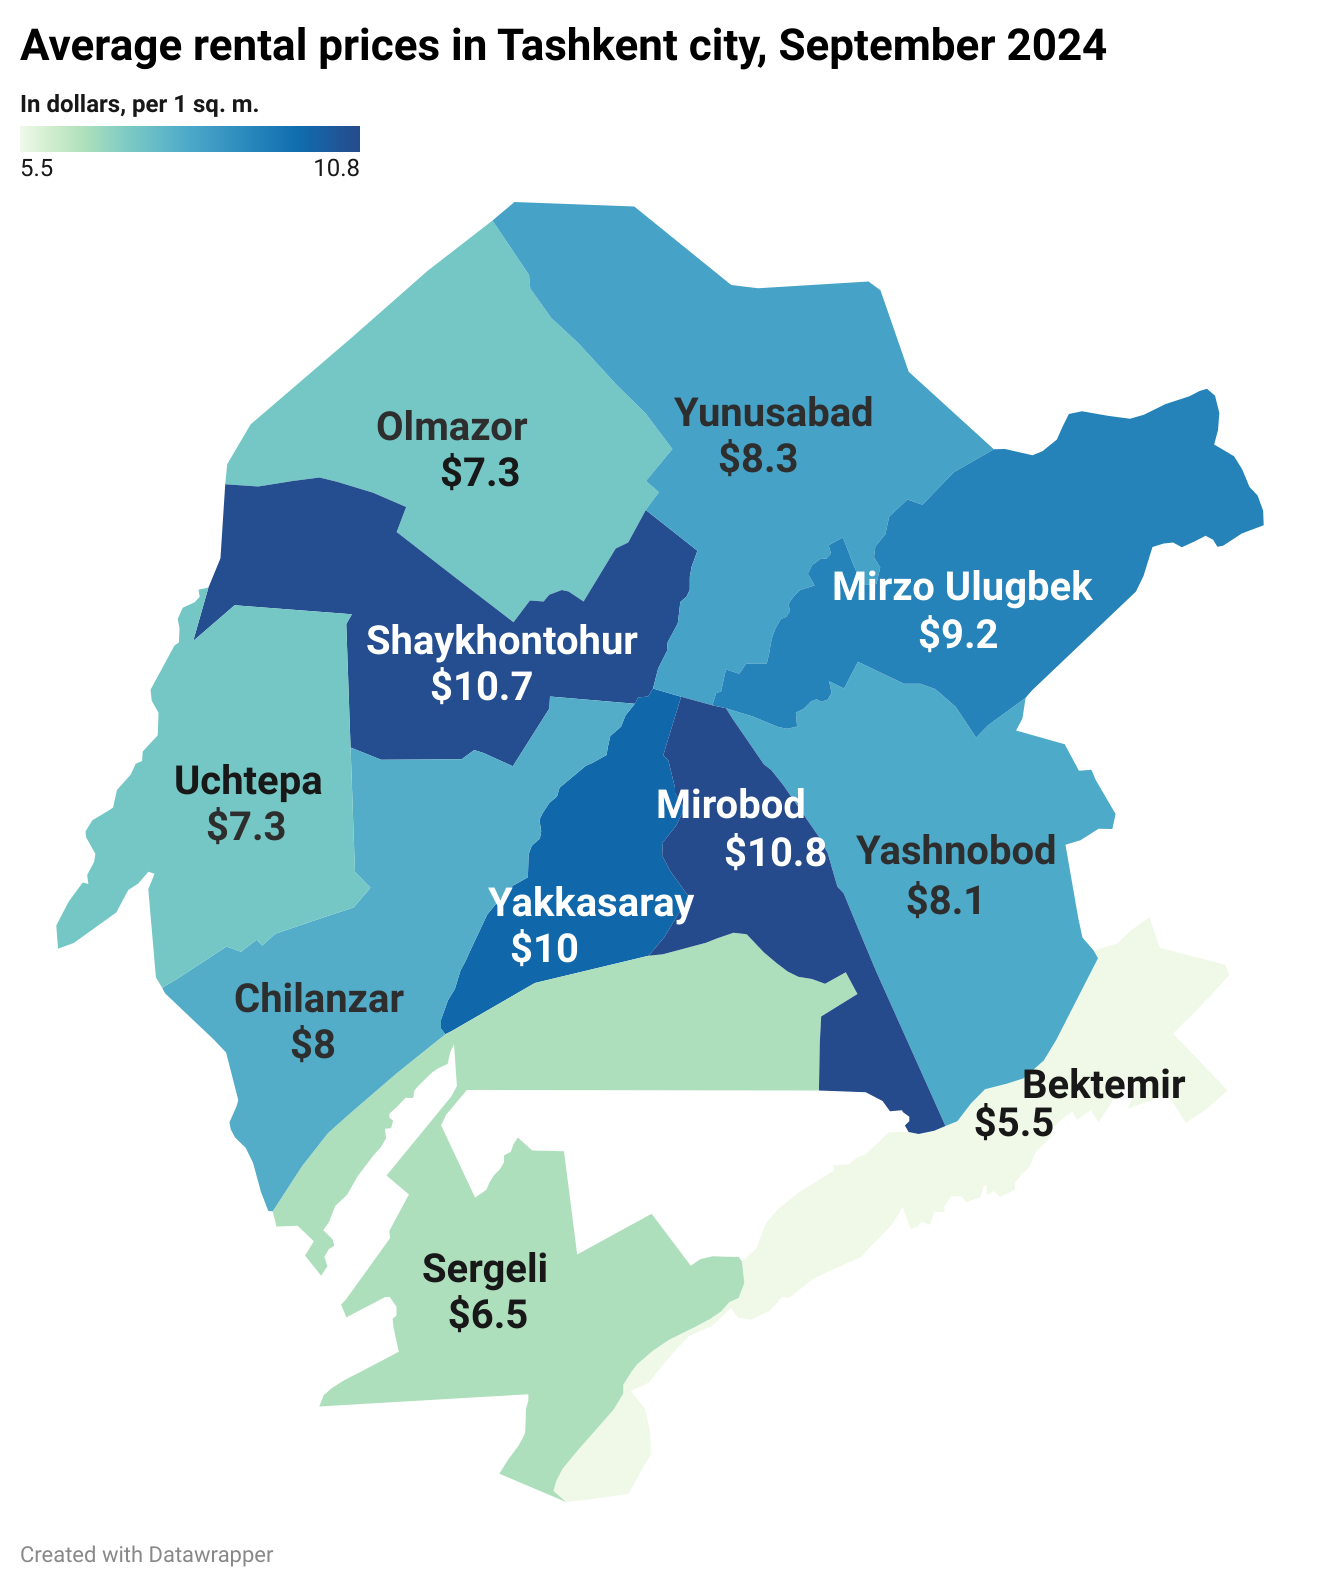 Average rental prices in Tashkent city, September 2024
In dollars, per 1 sq. m.
5.5 10.8
Olmazor
$7.3
Yunusabad
$8.3
Mirzo Ulugbek
$9.2
Shaykhontohur
$10.7
Uchtepa
$7.3
Mirobod
$10.8
Yashnobod
$8.1
Yakkasaray
$10
Chilanzar
$8
Bektemir
$5.5
Sergeli
$6.5
Created with Datawrapper